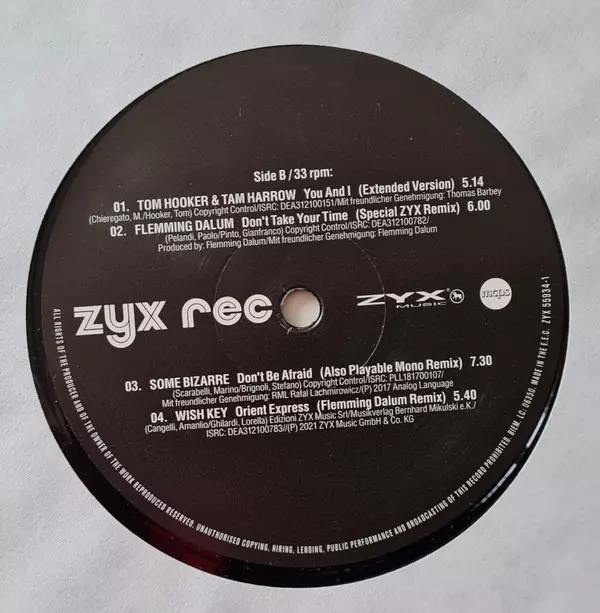 Side B / 33 rpm:
01. TOM HOOKER & TAM HARROW You And I (Extended Version) 5.14
(Chieregato, M./Hooker, Tom) Copyright Control/ISRC: DEA312100151/Mit freundlicher Genehmigung: Thomas Barbey
02. FLEMMING DALUM Don't Take Your Time (Special ZYX Remix) 6.00
(Pelandi, Paolo/Pinto, Gianfranco) Copyright Control/ISRC: DEA312100782/
Produced by: Flemming Dalum/Mit freundlicher Genehmigung: Flemming Dalum
zyx rec
ZYX®
MUSIC
mcps
03. SOME BIZARRE Don't Be Afraid (Also Playable Mono Remix) 7.30
(Scarabelli, Marino/Brignoli, Stefano) Copyright Control/ISRC: PLL181700107/
Mit freundlicher Genehmigung: RML Rafal Lachmirowicz/(P) 2017 Analog Language
04. WISH KEY Orient Express (Flemming Dalum Remix) 5.40
(Cangelli, Amanlio/Ghilardi, Lorella) Edizioni ZYX Music Srl/Musikverlag Bernhard Mikulski e.K./
ISRC: DEA312100783//(P) 2021 ZYX Music GmbH & Co. KG
ALL RIGHTS OF THE PRODUCER AND OF THE OWNER OF THE WORK REPRODUCED RESERVED. UNAUTHORISED COPYING, HIRING, LENDING, PUBLIC PERFORMANCE AND BROADCASTING OF THIS RECORD PROHIBITED. BIEM. LC: 06350. MADE IN THE E.E.C. ZYX 55934-1